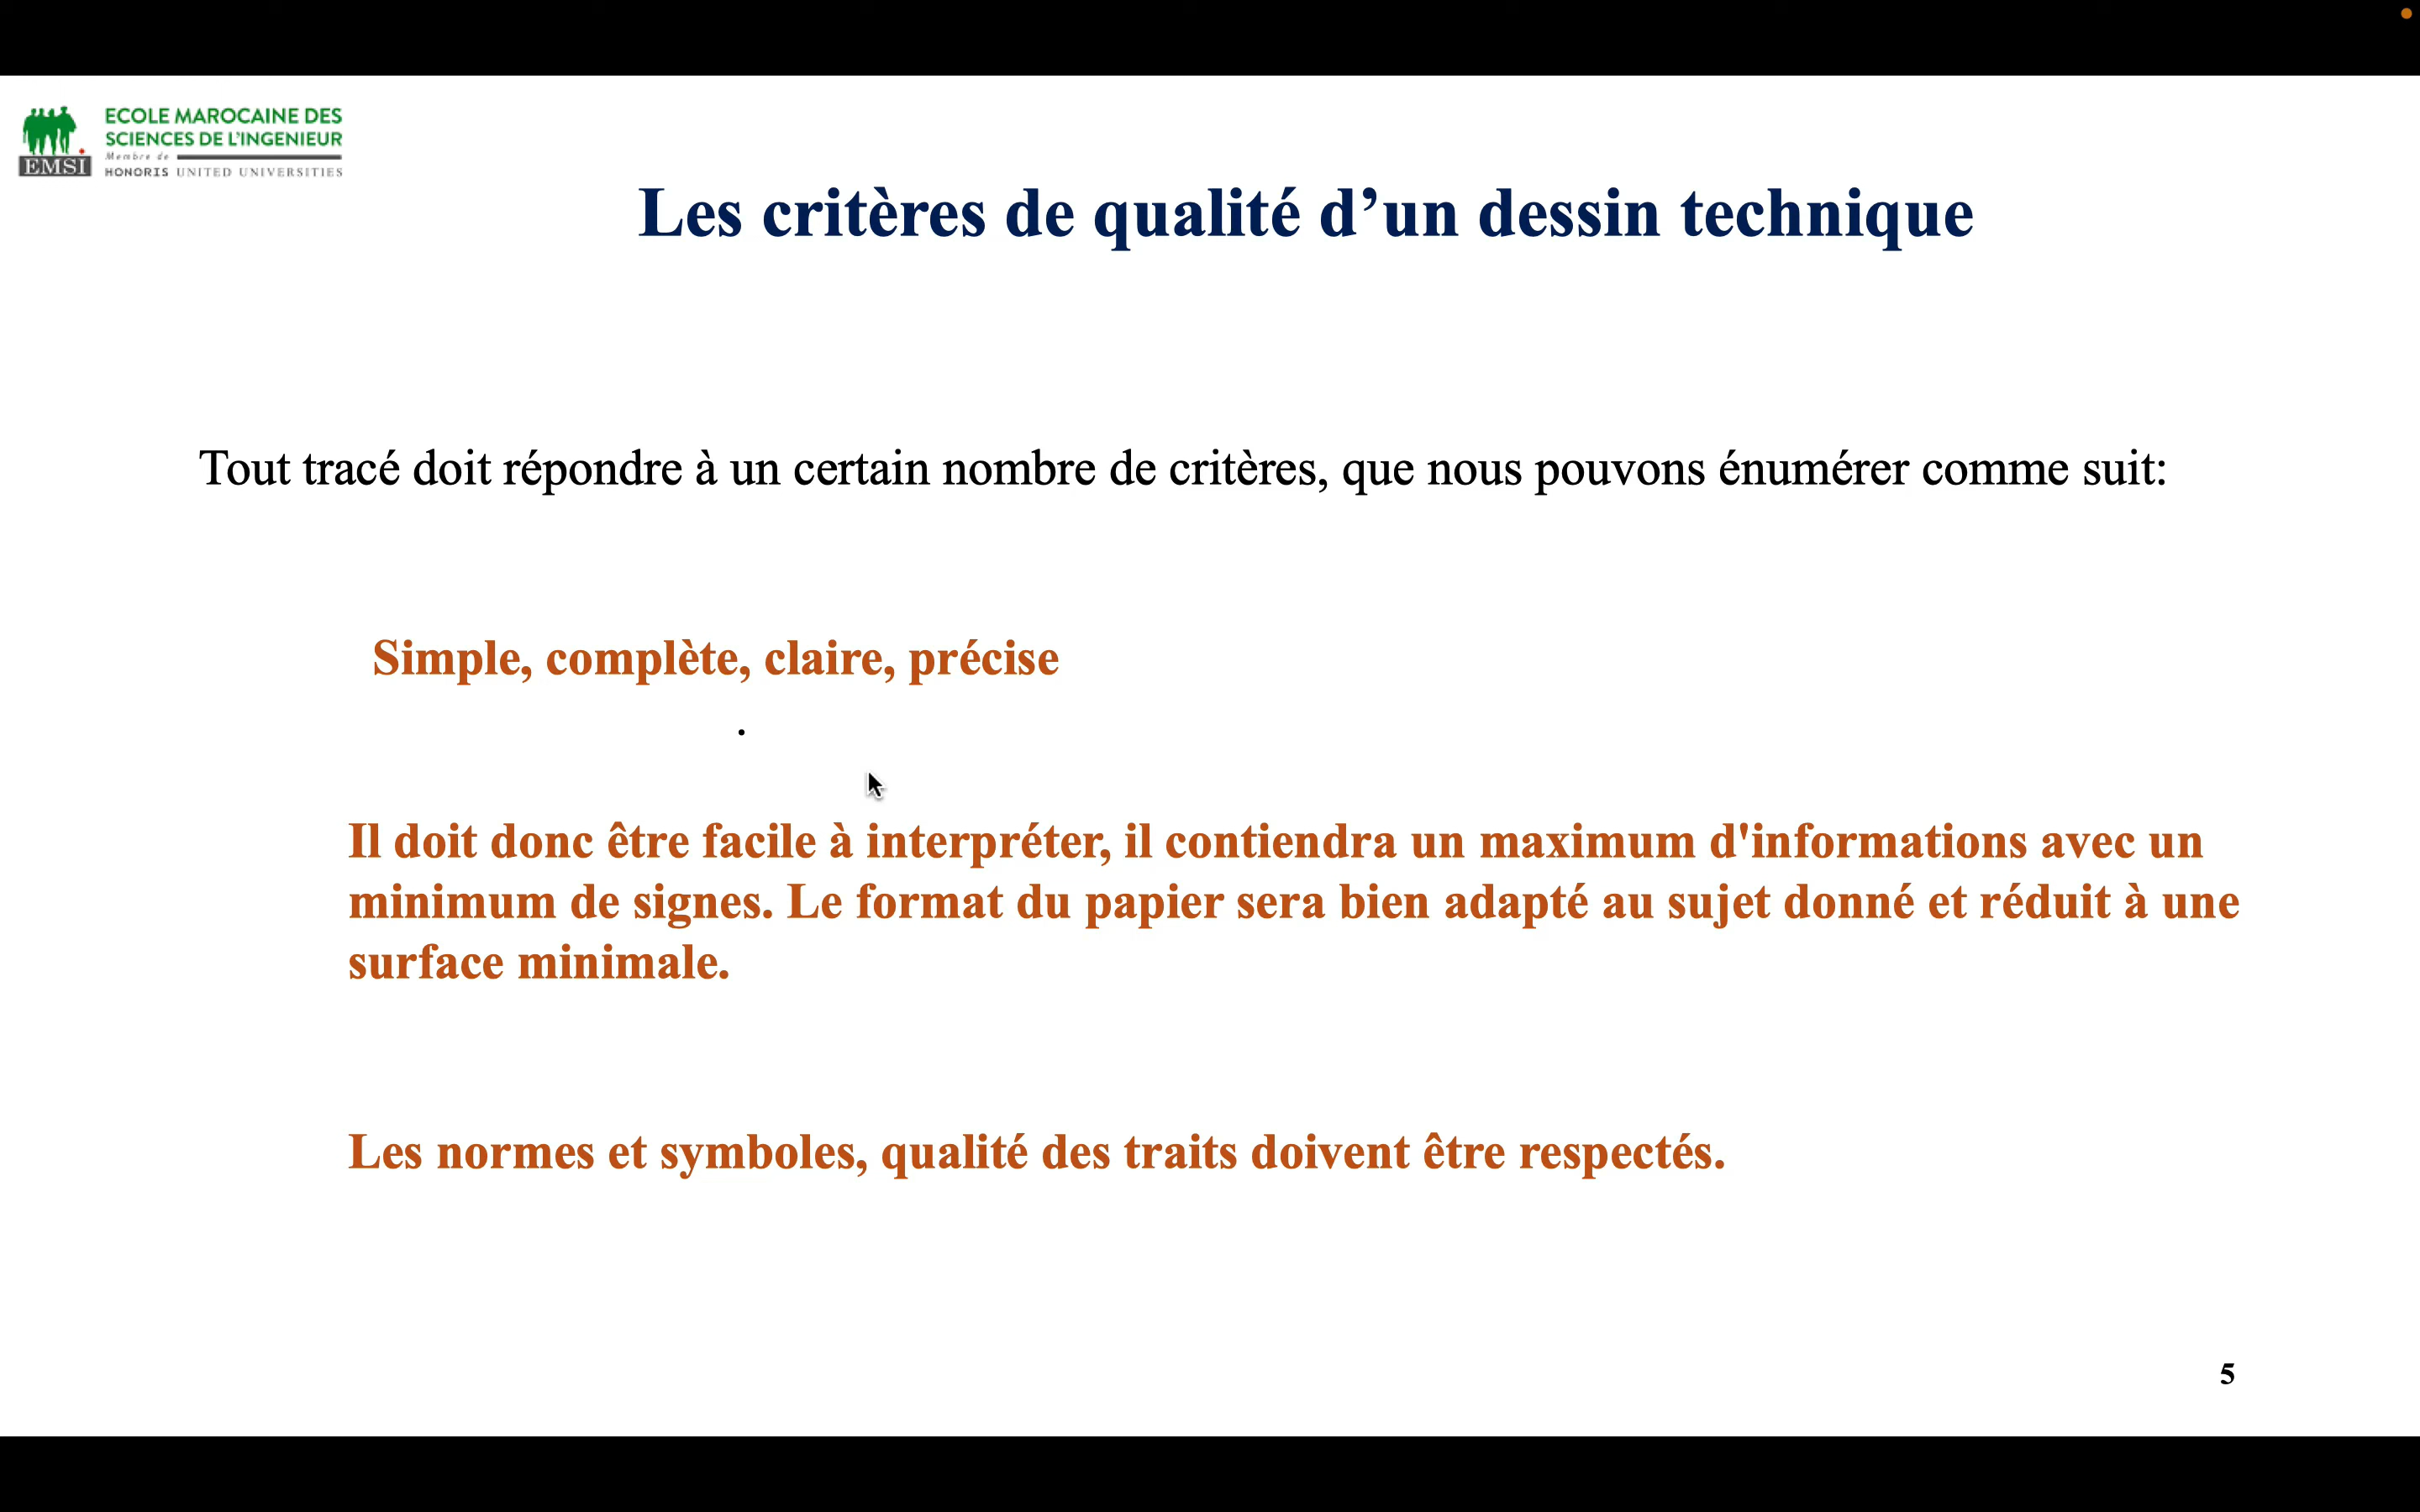 ECOLE MAROCAINE DES
SCIENCES DE L'INGENIEUR
Membre de
EMSI
HONORIS UNITED UNIVERSITIES
Les critères de qualité d’un dessin technique
Tout tracé doit répondre à un certain nombre de critères, que nous pouvons énumérer comme suit:
Simple, complète, claire, précise
.
Il doit donc être facile à interpréter, il contiendra un maximum d'informations avec un
minimum de signes. Le format du papier sera bien adapté au sujet donné et réduit à une
surface minimale.
Les normes et symboles, qualité des traits doivent être respectés.
5